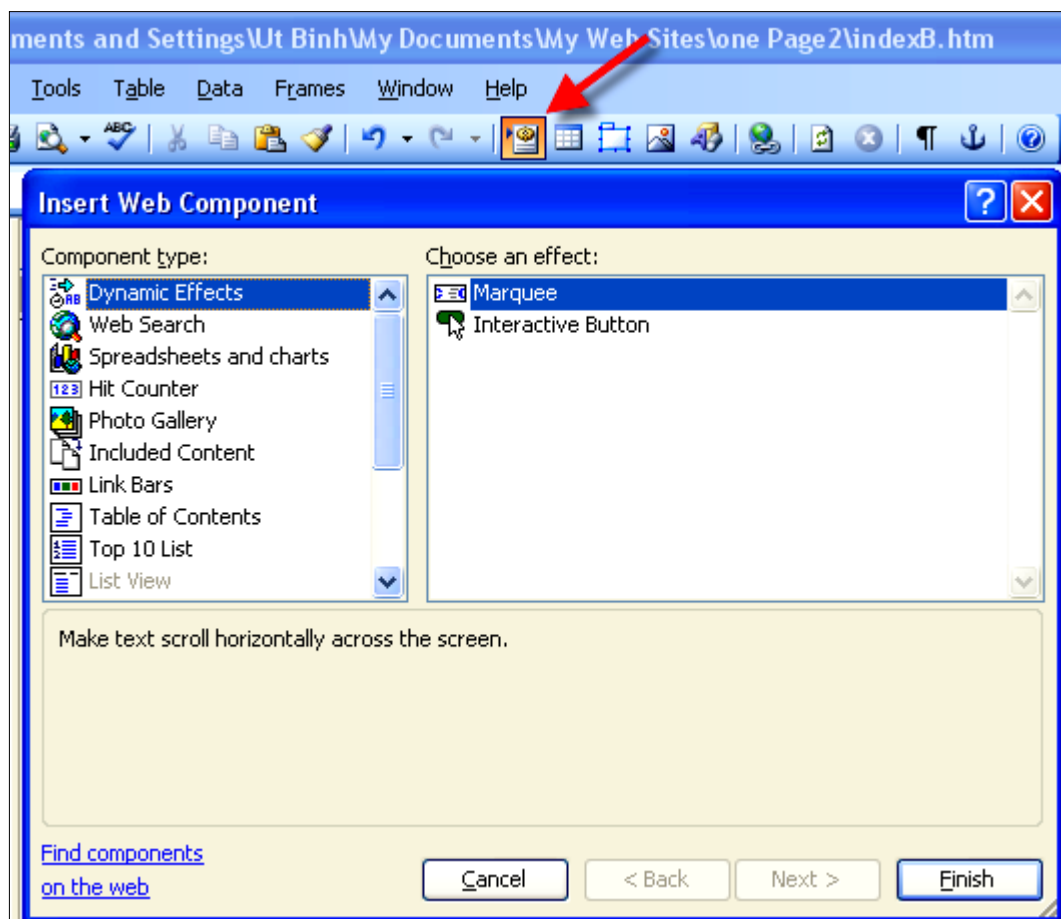 ments and Settings\Ut Binh\My Documents\My Web Sites\one Page2\indexB.htm
Tools Table Data Frames Window Help
ABC
Insert Web Component
Component type:
Choose an effect:
Dynamic Effects
Web Search
Spreadsheets and charts
123 Hit Counter
Photo Gallery
Included Content
Link Bars
Table of Contents
Top 10 List
List View
Marquee
Interactive Button
Make text scroll horizontally across the screen.
Find components
on the web
Cancel
< Back
Next >
Finish